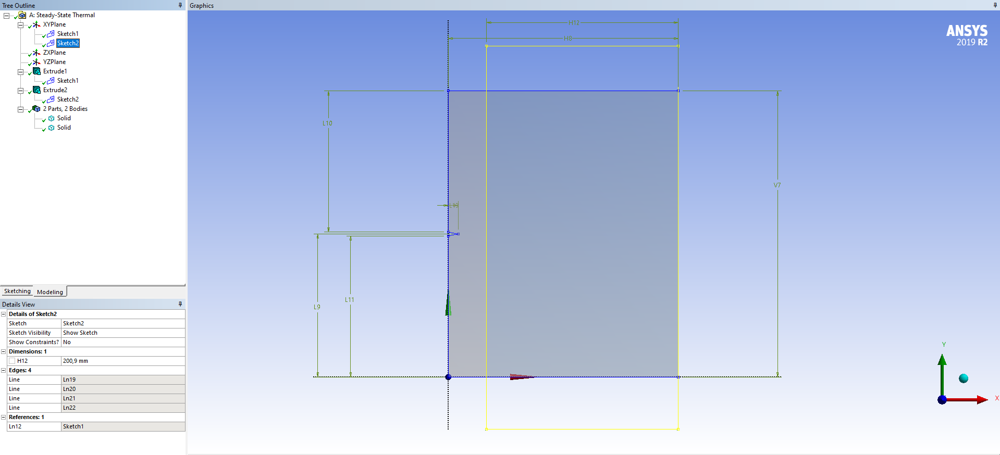 Tree Outline
A: Steady-State Thermal
XYPlane
Sketch1
Sketch2
ZXPlane
YZPlane
Extrude1
Sketch1
Extrude2
Sketch2
2 Parts, 2 Bodies
Solid
Solid
Sketching Modeling
Details View
Details of Sketch2
Sketch Sketch2
Sketch Visibility Show Sketch
Show Constraints? No
Dimensions: 1
H12 200,9 mm
Edges: 4
Line Ln19
Line Ln20
Line Ln21
Line Ln22
References: 1
Ln12 Sketch1
Graphics
ANSYS
2019 R2
H12
H8
L10
V7
L9
L11
Y
X